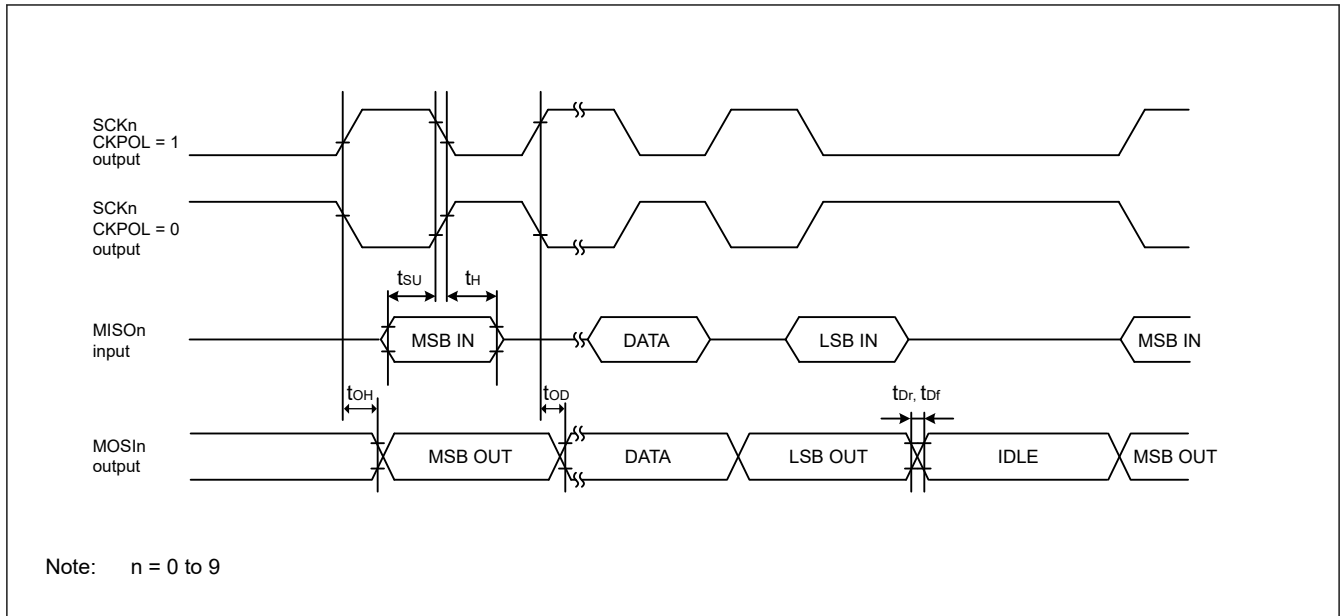 SCKn
CKPOL = 1
output
SCKn
CKPOL = 0
output
tSU
tH
MISOn
input
MSB IN
DATA
LSB IN
MSB IN
tOH
tOD
tDr, tDf
MOSIn
output
MSB OUT
DATA
LSB OUT
IDLE
MSB OUT
Note: n = 0 to 9